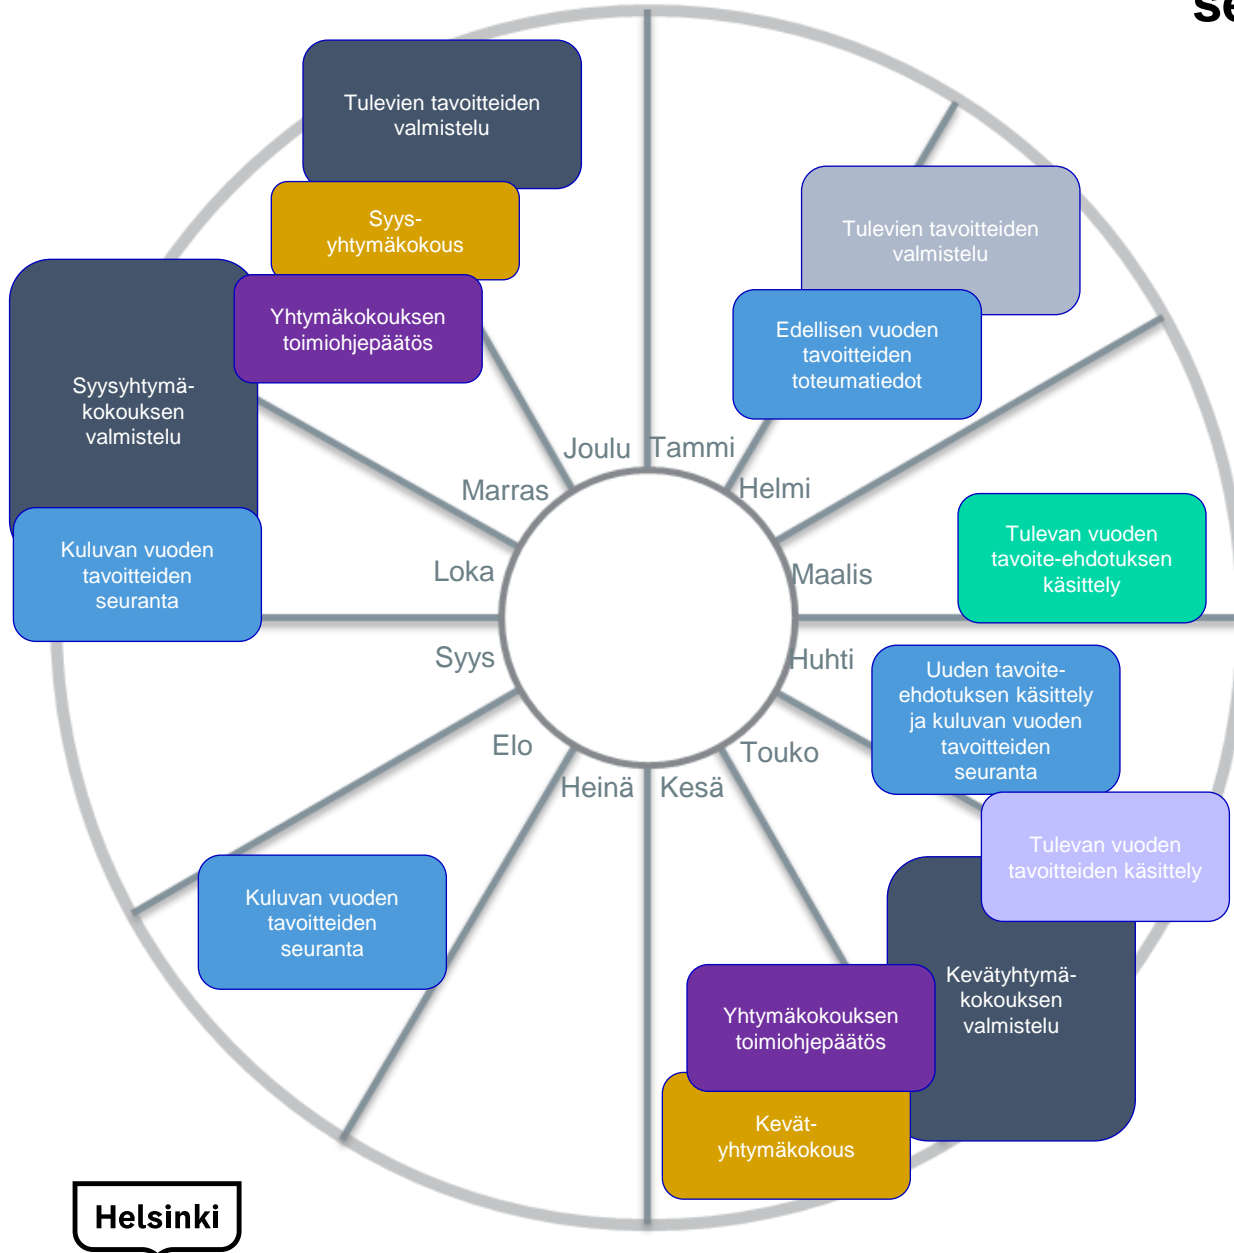 se
Tulevien tavoitteiden
valmistelu
Syys-
yhtymäkokous
Yhtymäkokouksen
toimiohjepäätös
Syysyhtymä-
kokouksen
valmistelu
Kuluvan vuoden
tavoitteiden
seuranta
Tulevien tavoitteiden
valmistelu
Edellisen vuoden
tavoitteiden
toteumatiedot
Joulu
Tammi
Marras
Helmi
Loka
Maalis
Syys
Huhti
Elo
Touko
Heinä
Kesä
Tulevan vuoden
tavoite-ehdotuksen
käsittely
Uuden tavoite-
ehdotuksen käsittely
ja kuluvan vuoden
tavoitteiden
seuranta
Tulevan vuoden
tavoitteiden käsittely
Kevätyhtymä-
kokouksen
valmistelu
Kuluvan vuoden
tavoitteiden
seuranta
Yhtymäkokouksen
toimiohjepäätös
Kevät-
yhtymäkokous
Helsinki